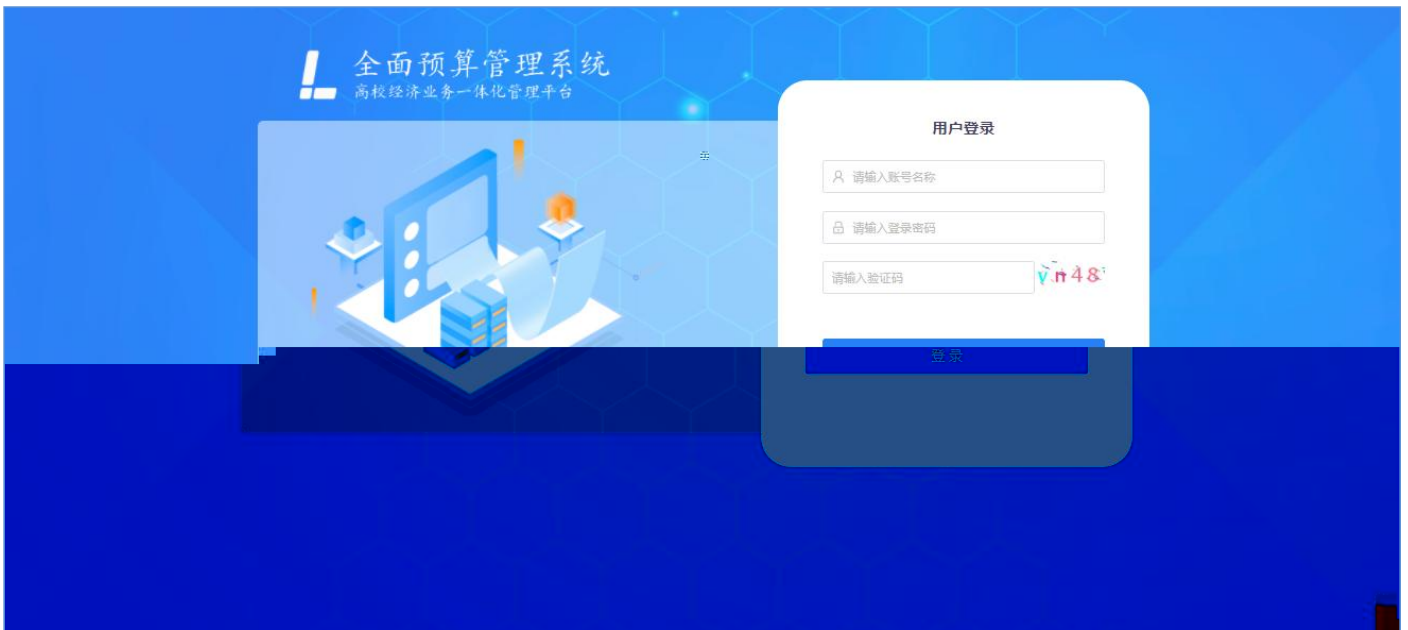 全面预算管理系统
高校经济业务一体化管理平台
用户登录
请输入账号名称
请输入登录密码
请输入验证码
登录